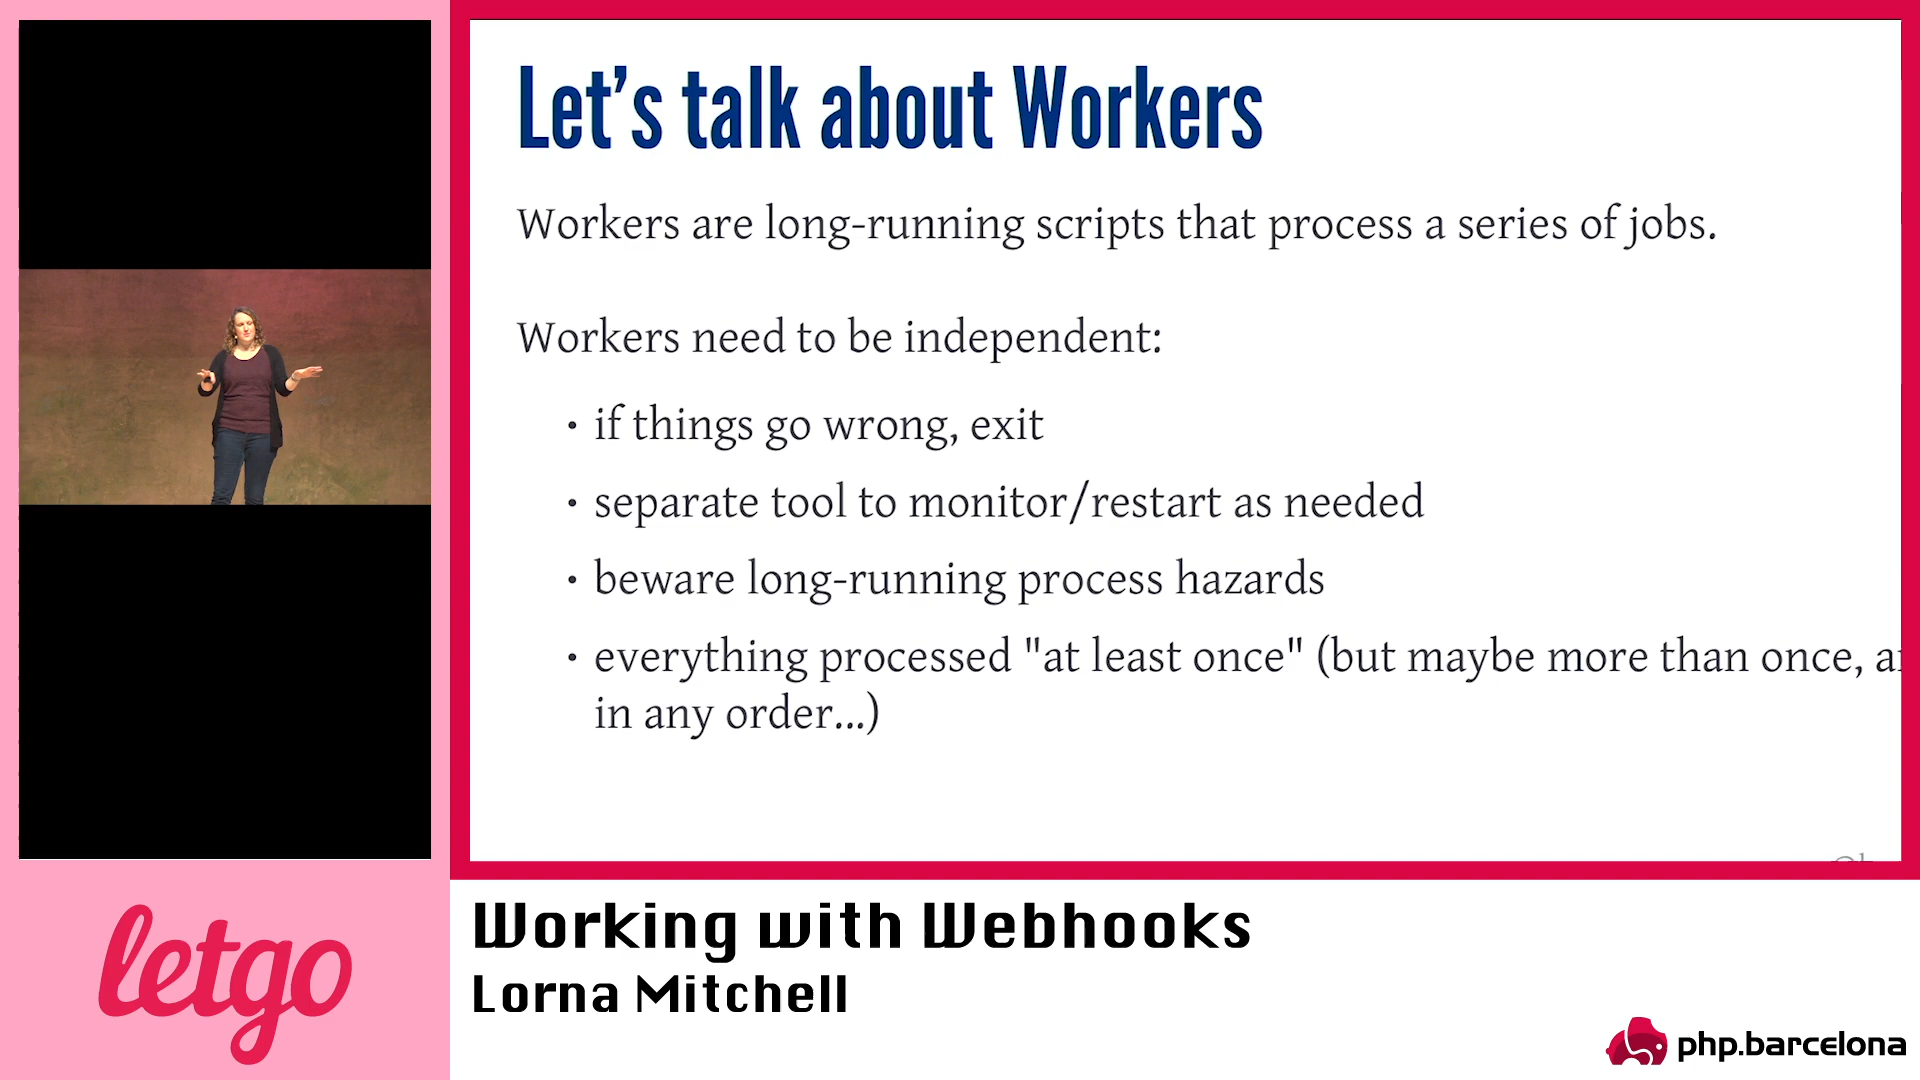 Let’s talk about Workers
Workers are long-running scripts that process a series of jobs.
Workers need to be independent:
• if things go wrong, exit
• separate tool to monitor/restart as needed
• beware long-running process hazards
• everything processed "at least once" (but maybe more than once,
in any order...)
letgo
Working with Webhooks
Lorna Mitchell
php.barcelona